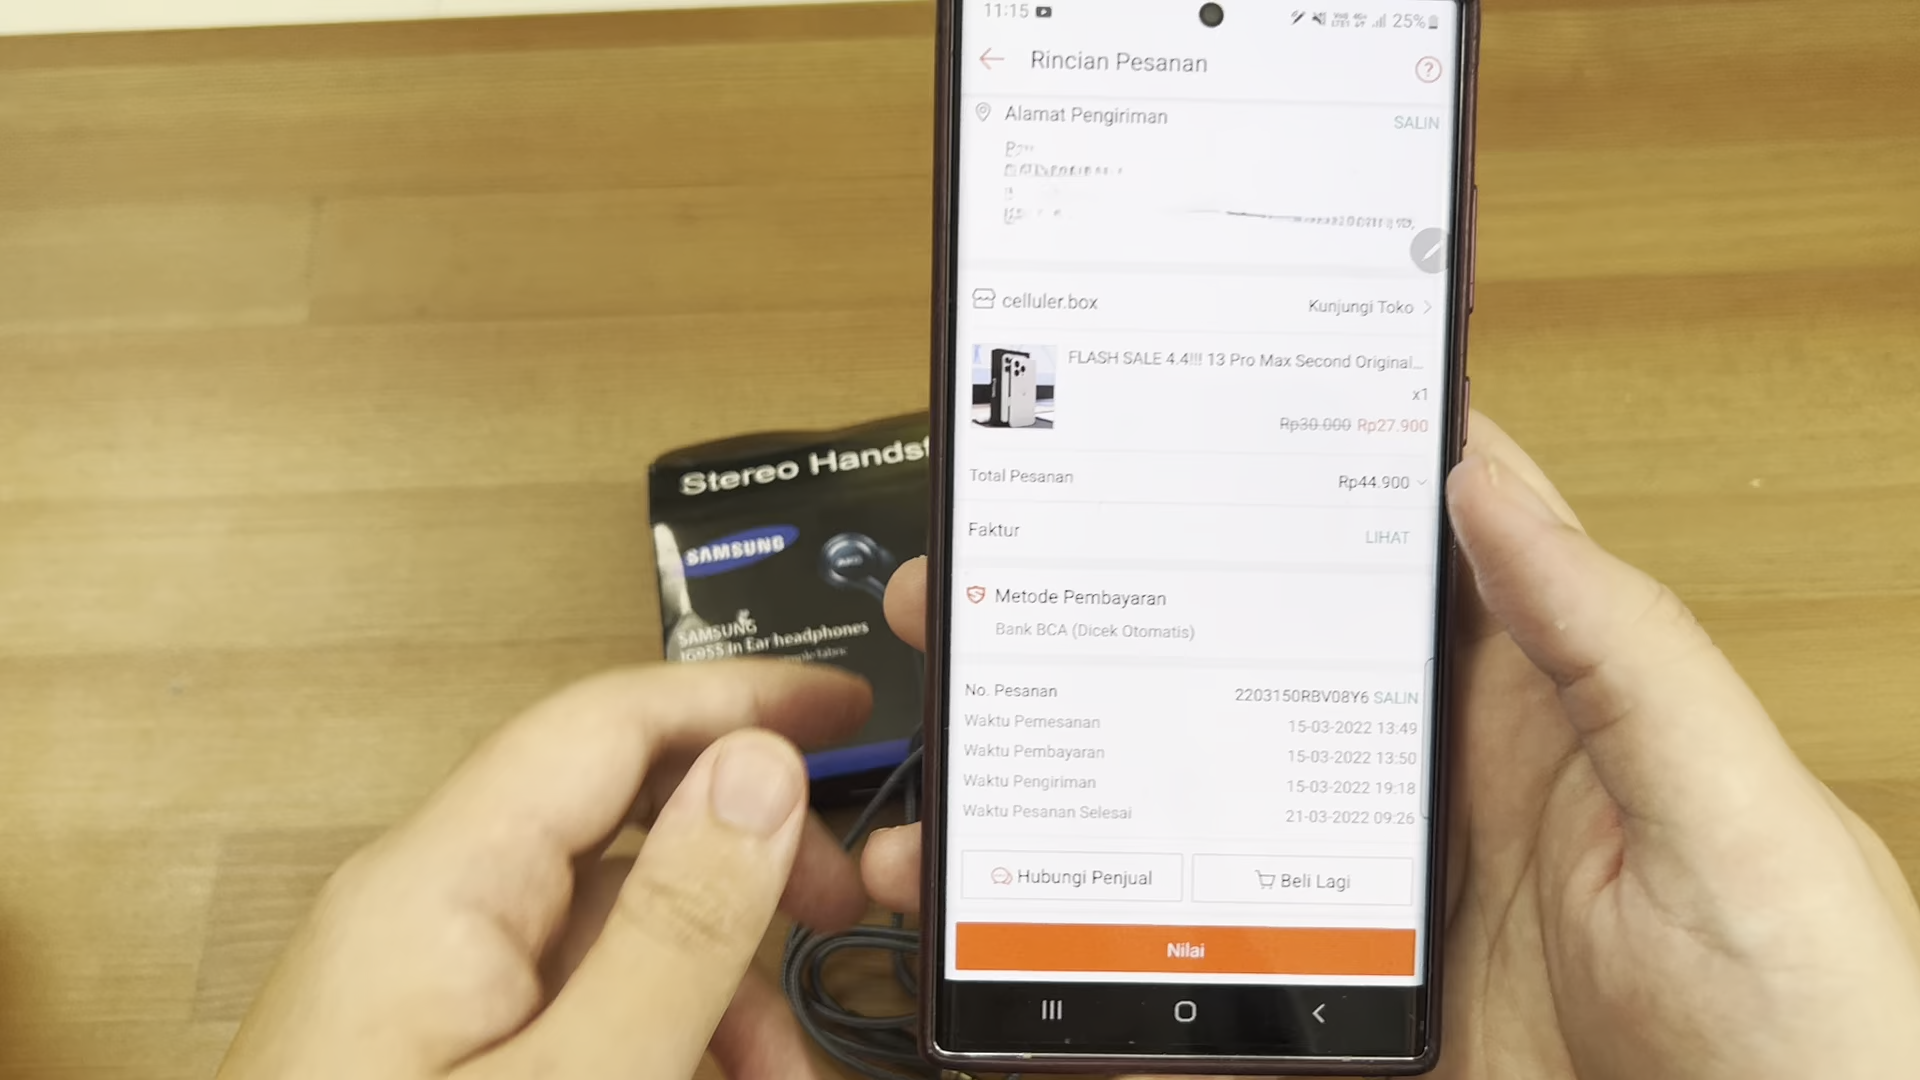 11:15
25%
Rincian Pesanan
?
Alamat Pengiriman
SALIN
celluler.box
Kunjungi Toko >
FLASH SALE 4.4!!! 13 Pro Max Second Original...
x1
Rp30.000 Rp27.900
Total Pesanan
Rp44.900
Faktur
LIHAT
Metode Pembayaran
Bank BCA (Dicek Otomatis)
No. Pesanan
2203150RBV08Y6 SALIN
Waktu Pemesanan
15-03-2022 13:49
Waktu Pembayaran
15-03-2022 13:50
Waktu Pengiriman
15-03-2022 19:18
Waktu Pesanan Selesai
21-03-2022 09:26
Hubungi Penjual
Beli Lagi
Nilai
Stereo Handsf
SAMSUNG
AKG
SAMSUNG
IG955 In Ear headphones